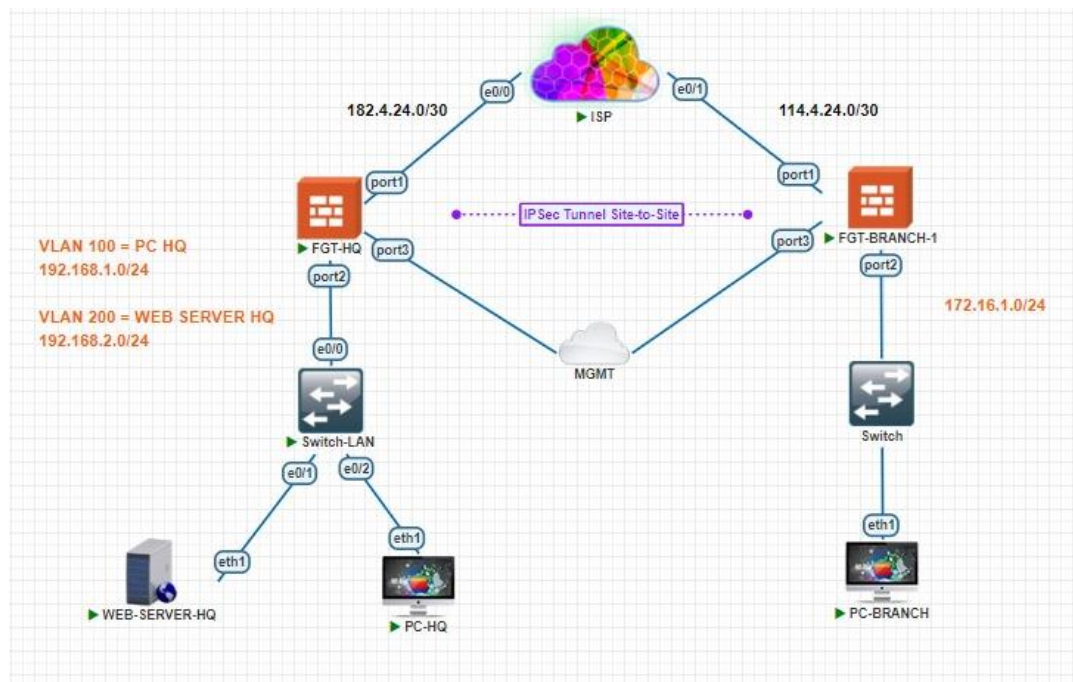 e0/0
e0/1
182.4.24.0/30
114.4.24.0/30
ISP
port1
port1
IPSec Tunnel Site-to-Site
FGT-HQ
FGT-BRANCH-1
port3
port3
VLAN 100 = PC HQ
192.168.1.0/24
port2
port2
VLAN 200 = WEB SERVER HQ
192.168.2.0/24
172.16.1.0/24
e0/0
MGMT
Switch-LAN
Switch
e0/1
e0/2
eth1
eth1
eth1
WEB-SERVER-HQ
PC-HQ
PC-BRANCH